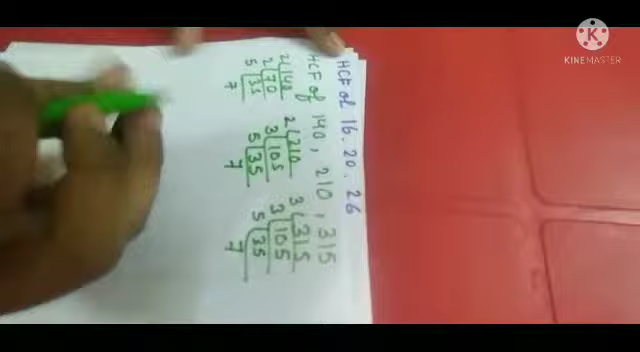 HCF of 16. 20. 26
HCF of 140, 210, 315
2 140 2 210 3 315
2 70 3 105 3 105
5 35 5 35 5 35
7 7 7
KINEMASTER